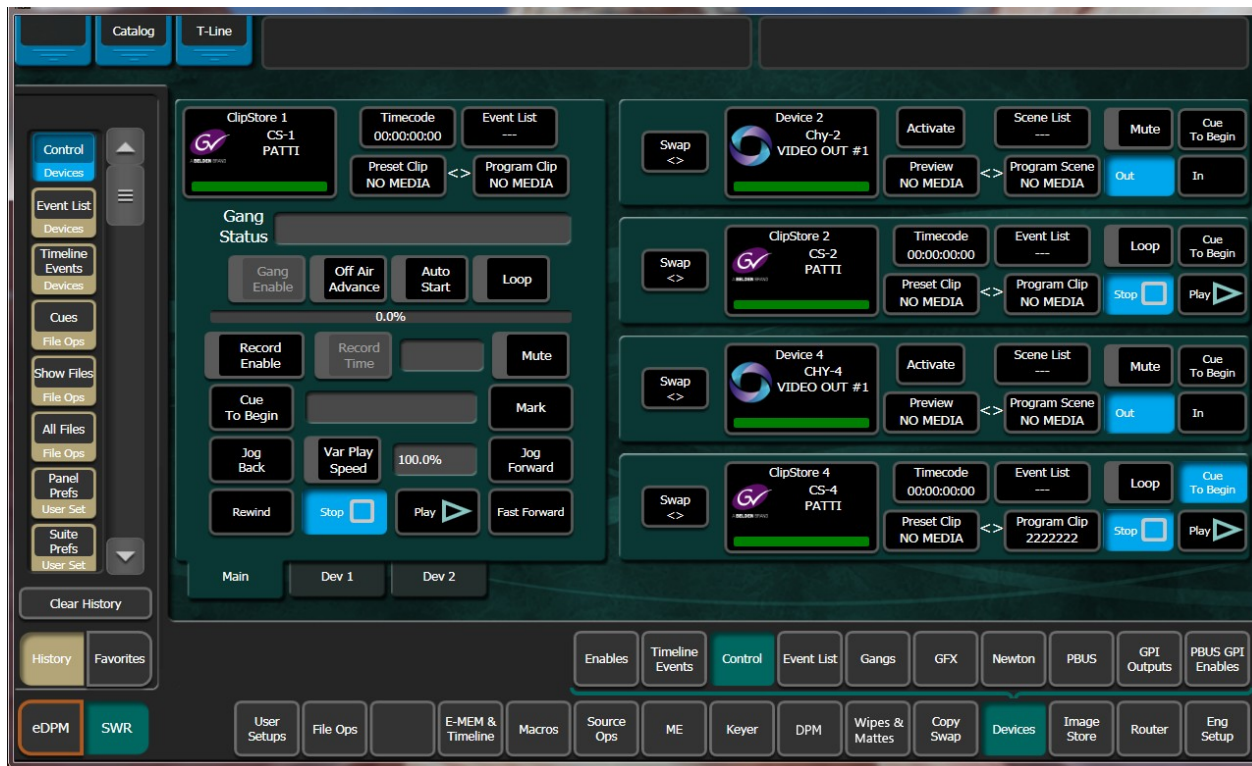 Catalog
T-Line
Control
Devices
Event List
Devices
Timeline
Events
Devices
Cues
File Ops
Show Files
File Ops
All Files
File Ops
Panel
Prefs
User Set
Suite
Prefs
User Set
Clear History
History
Favorites
eDPM
SWR
ClipStore 1
CS-1
PATTI
GV
A BELDEN BRAND
Timecode
00:00:00:00
Event List
---
Preset Clip
NO MEDIA
<>
Program Clip
NO MEDIA
Gang
Status
Gang
Enable
Off Air
Advance
Auto
Start
Loop
0.0%
Record
Enable
Record
Time
Mute
Cue
To Begin
Mark
Jog
Back
Var Play
Speed
100.0%
Jog
Forward
Rewind
Stop
Play
Fast Forward
Main
Dev 1
Dev 2
Swap
<>
Device 2
Chy-2
VIDEO OUT #1
Activate
Scene List
---
Mute
Cue
To Begin
Preview
NO MEDIA
<>
Program Scene
NO MEDIA
Out
In
Swap
<>
ClipStore 2
CS-2
PATTI
GV
Timecode
00:00:00:00
Event List
---
Loop
Cue
To Begin
Preset Clip
NO MEDIA
<>
Program Clip
NO MEDIA
Stop
Play
Swap
<>
Device 4
CHY-4
VIDEO OUT #1
Activate
Scene List
---
Mute
Cue
To Begin
Preview
NO MEDIA
<>
Program Scene
NO MEDIA
Out
In
Swap
<>
ClipStore 4
CS-4
PATTI
GV
Timecode
00:00:00:00
Event List
---
Loop
Cue
To Begin
Preset Clip
NO MEDIA
<>
Program Clip
2222222
Stop
Play
Enables
Timeline
Events
Control
Event List
Gangs
GFX
Newton
PBUS
GPI
Outputs
PBUS GPI
Enables
User
Setups
File Ops
E-MEM &
Timeline
Macros
Source
Ops
ME
Keyer
DPM
Wipes &
Mattes
Copy
Swap
Devices
Image
Store
Router
Eng
Setup